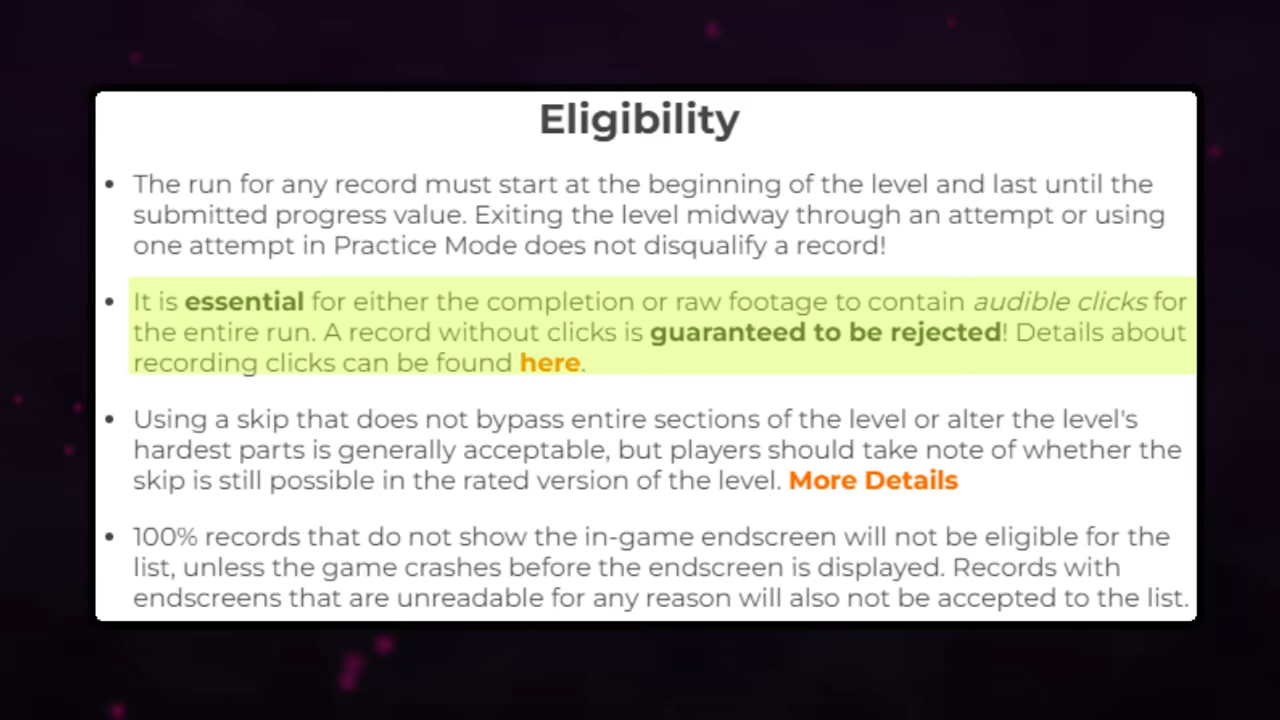 Eligibility
• The run for any record must start at the beginning of the level and last until the
submitted progress value. Exiting the level midway through an attempt or using
one attempt in Practice Mode does not disqualify a record!
• It is essential for either the completion or raw footage to contain audible clicks for
the entire run. A record without clicks is guaranteed to be rejected! Details about
recording clicks can be found here.
• Using a skip that does not bypass entire sections of the level or alter the level's
hardest parts is generally acceptable, but players should take note of whether the
skip is still possible in the rated version of the level. More Details
• 100% records that do not show the in-game endscreen will not be eligible for the
list, unless the game crashes before the endscreen is displayed. Records with
endscreens that are unreadable for any reason will also not be accepted to the list.